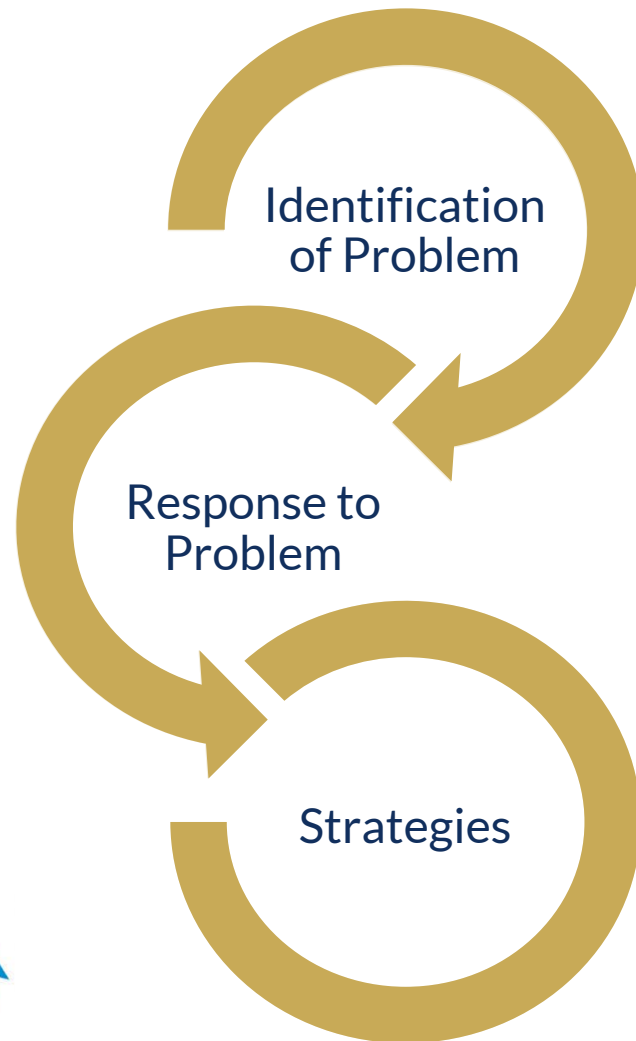 Identification
of Problem
Response to
Problem
Strategies